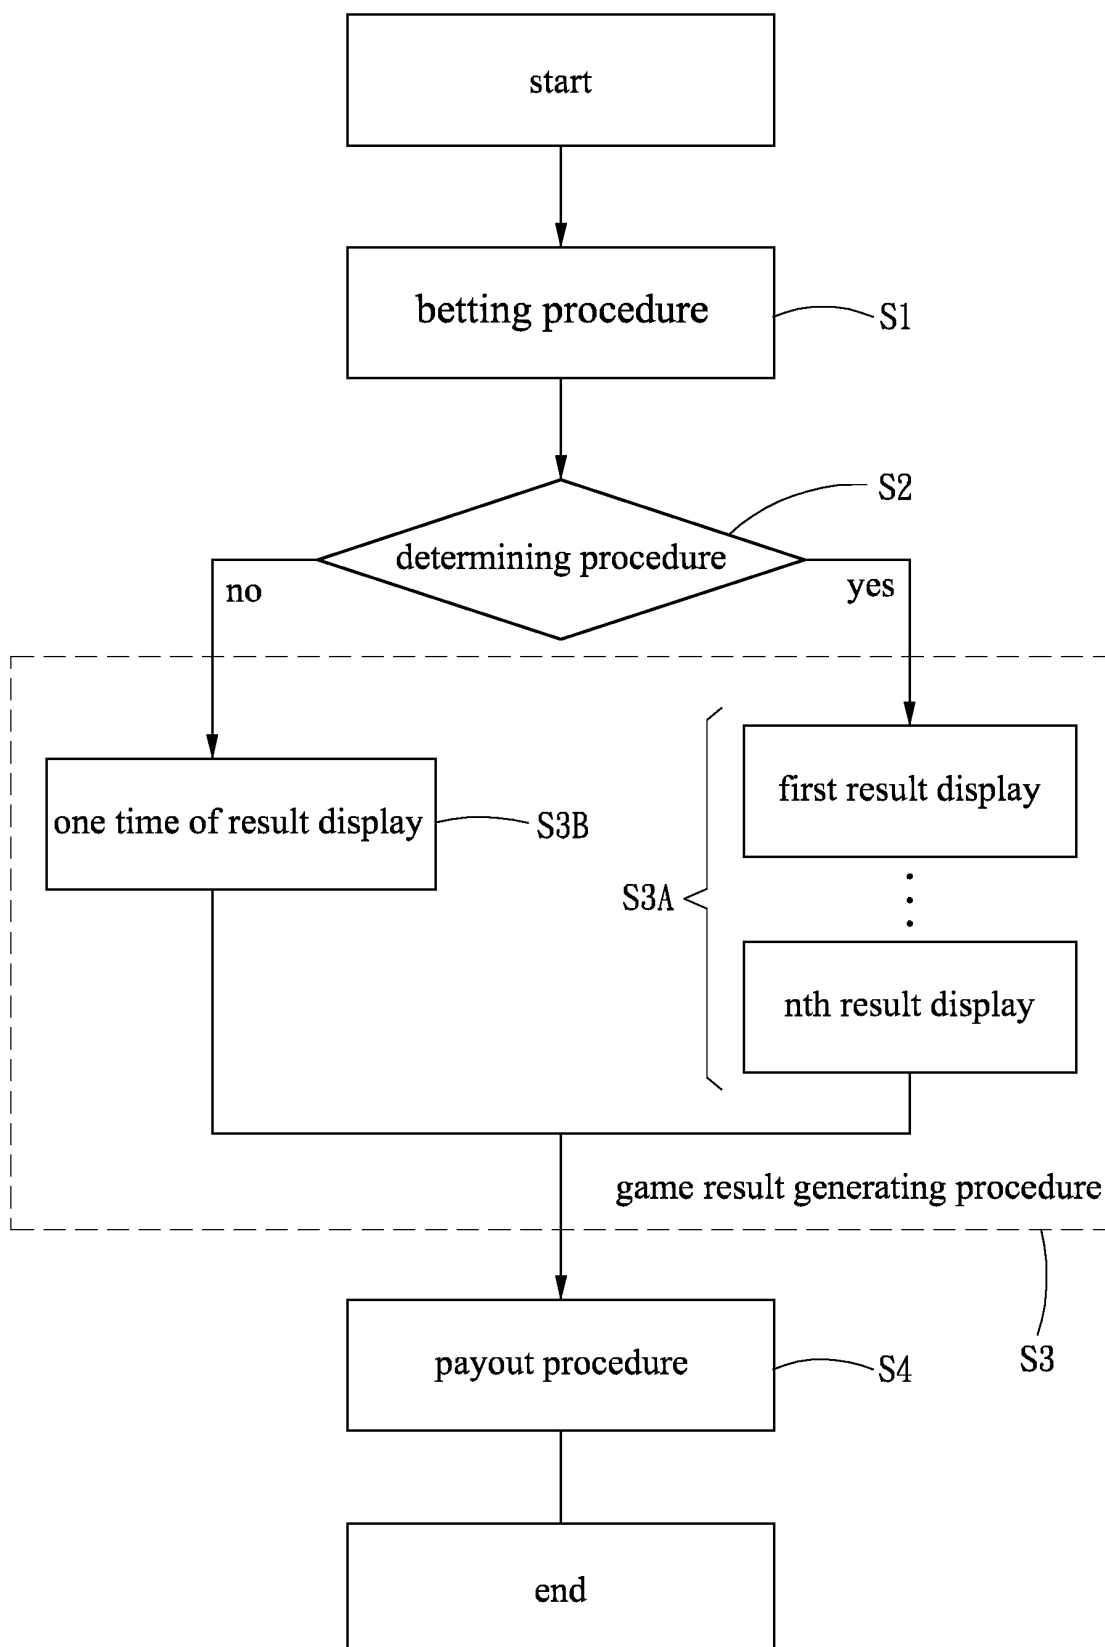 start
betting procedure
S1
S2
determining procedure
no
yes
first result display
one time of result display
S3B
S3A
nth result display
game result generating procedure
S3
payout procedure
S4
end